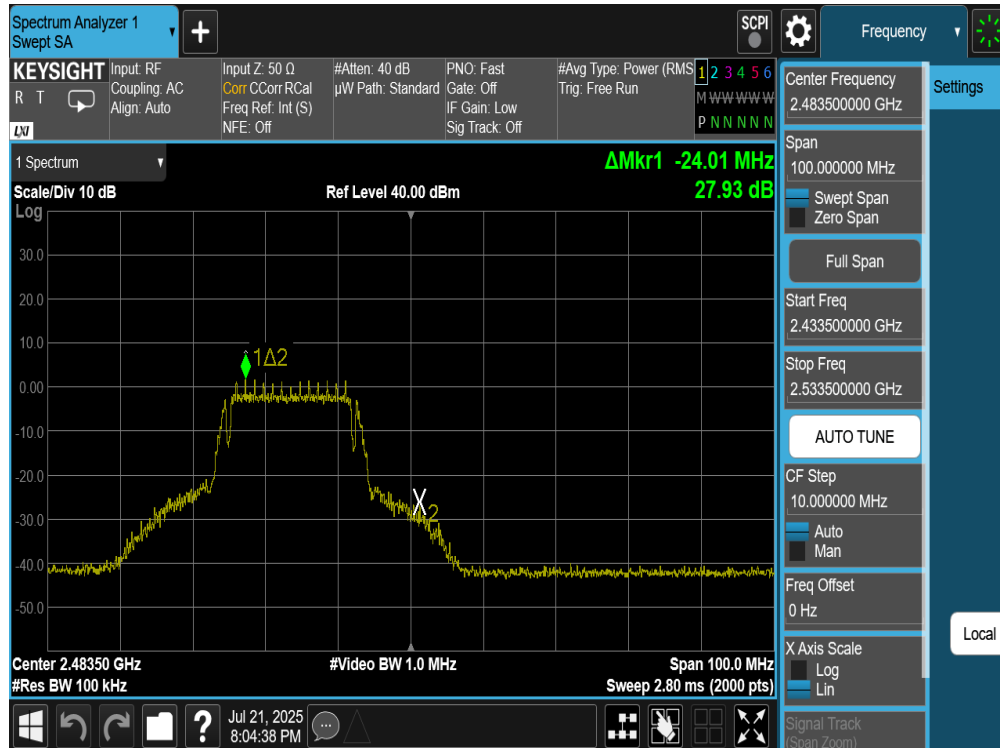 Spectrum Analyzer 1
Swept SA
+
SCPI
Frequency
KEYSIGHT
R T
LXI
Input: RF
Coupling: AC
Align: Auto
Input Z: 50 Ω
Corr CCorr RCal
Freq Ref: Int (S)
NFE: Off
#Atten: 40 dB
µW Path: Standard
PNO: Fast
Gate: Off
IF Gain: Low
Sig Track: Off
#Avg Type: Power (RMS
Trig: Free Run
1 2 3 4 5 6
M W W W W W
P N N N N N
1 Spectrum
ΔMkr1 -24.01 MHz
27.93 dB
Scale/Div 10 dB
Ref Level 40.00 dBm
Log
30.0
20.0
10.0
0.00
-10.0
-20.0
-30.0
-40.0
-50.0
1Δ2
X
2
Center 2.48350 GHz
#Video BW 1.0 MHz
Span 100.0 MHz
#Res BW 100 kHz
Sweep 2.80 ms (2000 pts)
Center Frequency
2.483500000 GHz
Settings
Span
100.000000 MHz
Swept Span
Zero Span
Full Span
Start Freq
2.433500000 GHz
Stop Freq
2.533500000 GHz
AUTO TUNE
CF Step
10.000000 MHz
Auto
Man
Freq Offset
0 Hz
Local
X Axis Scale
Log
Lin
Signal Track
(Span Zoom)
?
Jul 21, 2025
8:04:38 PM